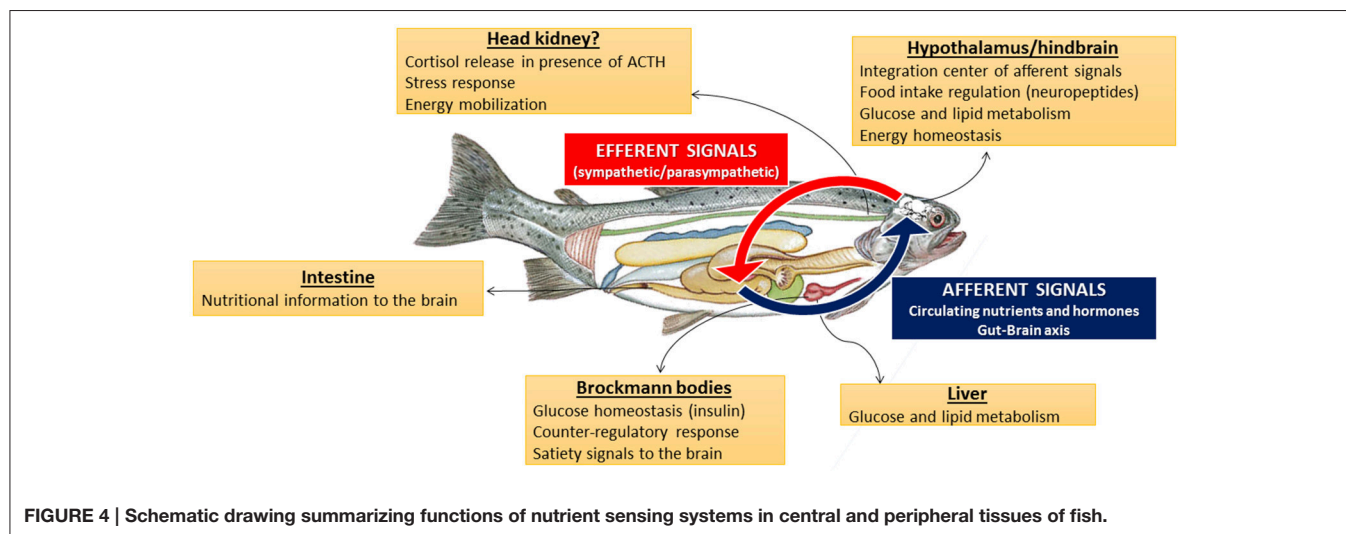 Head kidney?
Cortisol release in presence of ACTH
Stress response
Energy mobilization
Hypothalamus/hindbrain
Integration center of afferent signals
Food intake regulation (neuropeptides)
Glucose and lipid metabolism
Energy homeostasis
EFFERENT SIGNALS
(sympathetic/parasympathetic)
Intestine
Nutritional information to the brain
AFFERENT SIGNALS
Circulating nutrients and hormones
Gut-Brain axis
Brockmann bodies
Glucose homeostasis (insulin)
Counter-regulatory response
Satiety signals to the brain
Liver
Glucose and lipid metabolism
FIGURE 4 | Schematic drawing summarizing functions of nutrient sensing systems in central and peripheral tissues of fish.